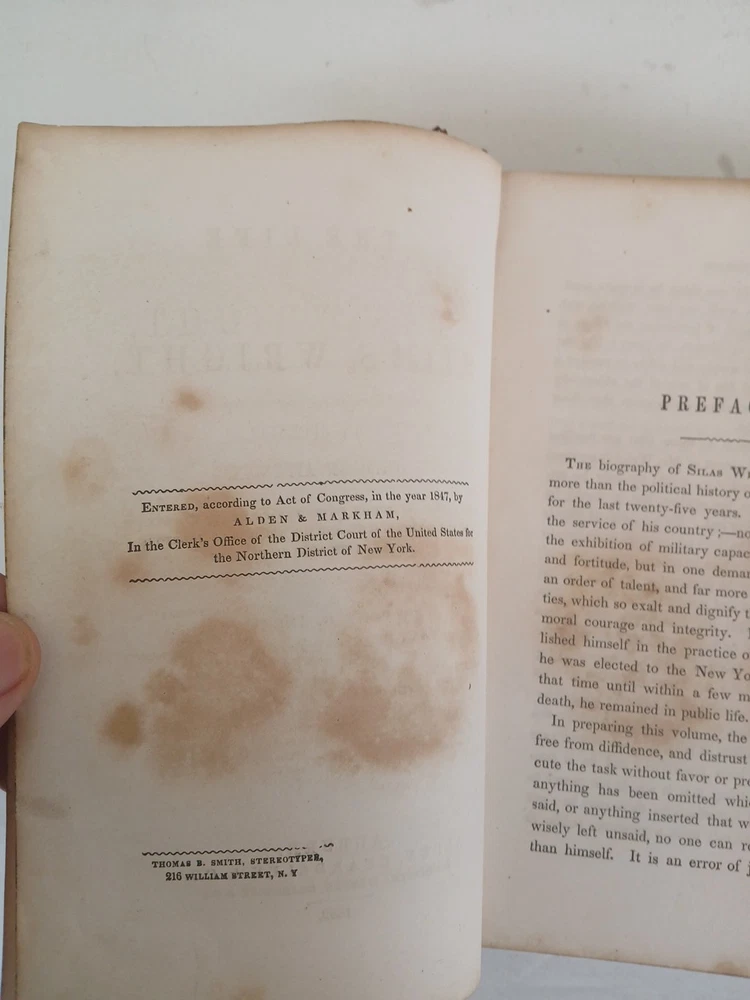 ENTERED, according to Act of Congress, in the year 1847, by
ALDEN & MARKHAM,
In the Clerk's Office of the District Court of the United States for
the Northern District of New York.
THOMAS B. SMITH, STEREOTYPER,
216 WILLIAM STREET, N. Y
PREFA
THE biography of SILAS
more than the political history
for the last twenty-five years.
the service of his country;—
the exhibition of military
and fortitude, but in one
an order of talent, and far more
ties, which so exalt and dignify
moral courage and integrity.
lished himself in the practice
he was elected to the New
that time until within a few
death, he remained in public life.
In preparing this volume, the
free from diffidence, and distrust
cute the task without favor or
anything has been omitted
said, or anything inserted that
wisely left unsaid, no one can
than himself. It is an error of